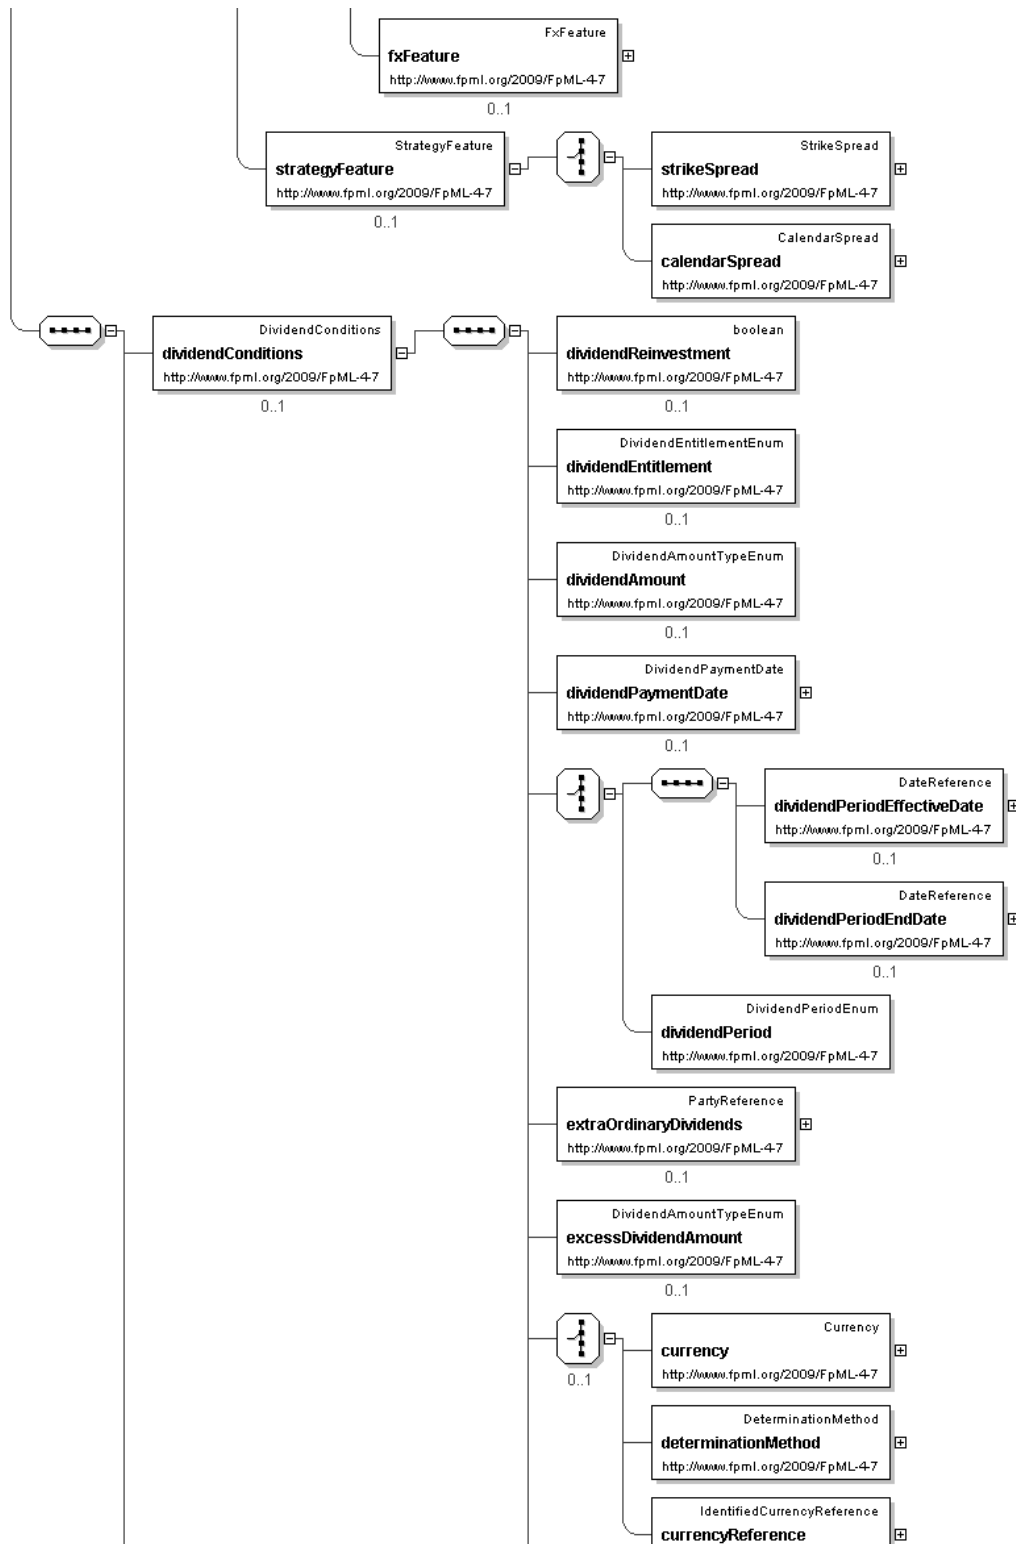 FxFeature
fxFeature
http://www.fpml.org/2009/FpML-4-7
0..1
StrategyFeature
strategyFeature
http://www.fpml.org/2009/FpML-4-7
0..1
StrikeSpread
strikeSpread
http://www.fpml.org/2009/FpML-4-7
CalendarSpread
calendarSpread
http://www.fpml.org/2009/FpML-4-7
DividendConditions
dividendConditions
http://www.fpml.org/2009/FpML-4-7
0..1
boolean
dividendReinvestment
http://www.fpml.org/2009/FpML-4-7
0..1
DividendEntitlementEnum
dividendEntitlement
http://www.fpml.org/2009/FpML-4-7
0..1
DividendAmountTypeEnum
dividendAmount
http://www.fpml.org/2009/FpML-4-7
0..1
DividendPaymentDate
dividendPaymentDate
http://www.fpml.org/2009/FpML-4-7
0..1
DateReference
dividendPeriodEffectiveDate
http://www.fpml.org/2009/FpML-4-7
0..1
DateReference
dividendPeriodEndDate
http://www.fpml.org/2009/FpML-4-7
0..1
DividendPeriodEnum
dividendPeriod
http://www.fpml.org/2009/FpML-4-7
PartyReference
extraOrdinaryDividends
http://www.fpml.org/2009/FpML-4-7
0..1
DividendAmountTypeEnum
excessDividendAmount
http://www.fpml.org/2009/FpML-4-7
0..1
0..1
Currency
currency
http://www.fpml.org/2009/FpML-4-7
DeterminationMethod
determinationMethod
http://www.fpml.org/2009/FpML-4-7
IdentifiedCurrencyReference
currencyReference